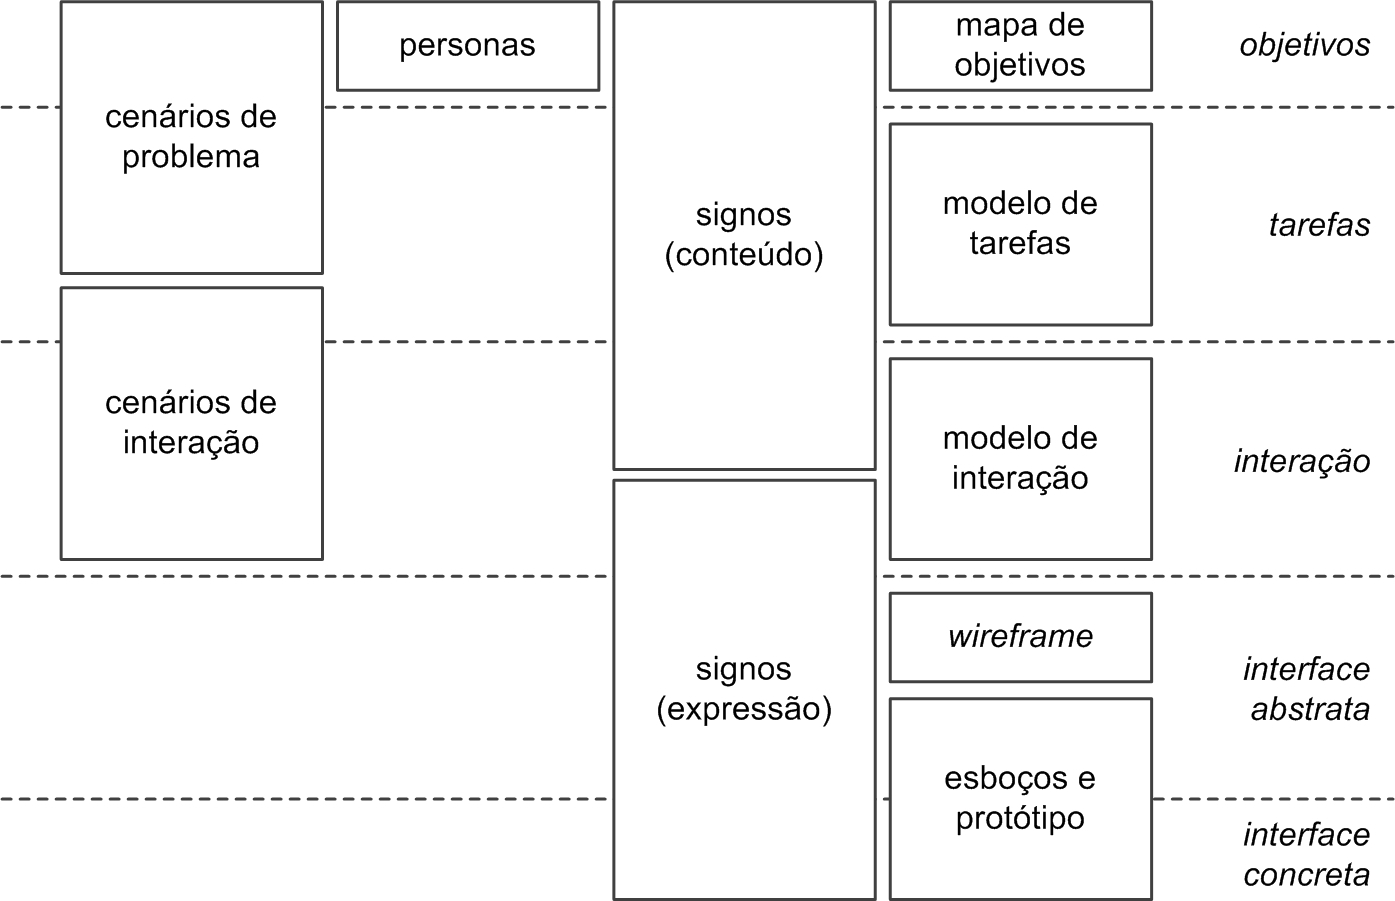 personas
mapa de
objetivos
objetivos
cenários de
problema
signos
(conteúdo)
modelo de
tarefas
tarefas
cenários de
interação
modelo de
interação
interação
signos
(expressão)
wireframe
interface
abstrata
esboços e
protótipo
interface
concreta